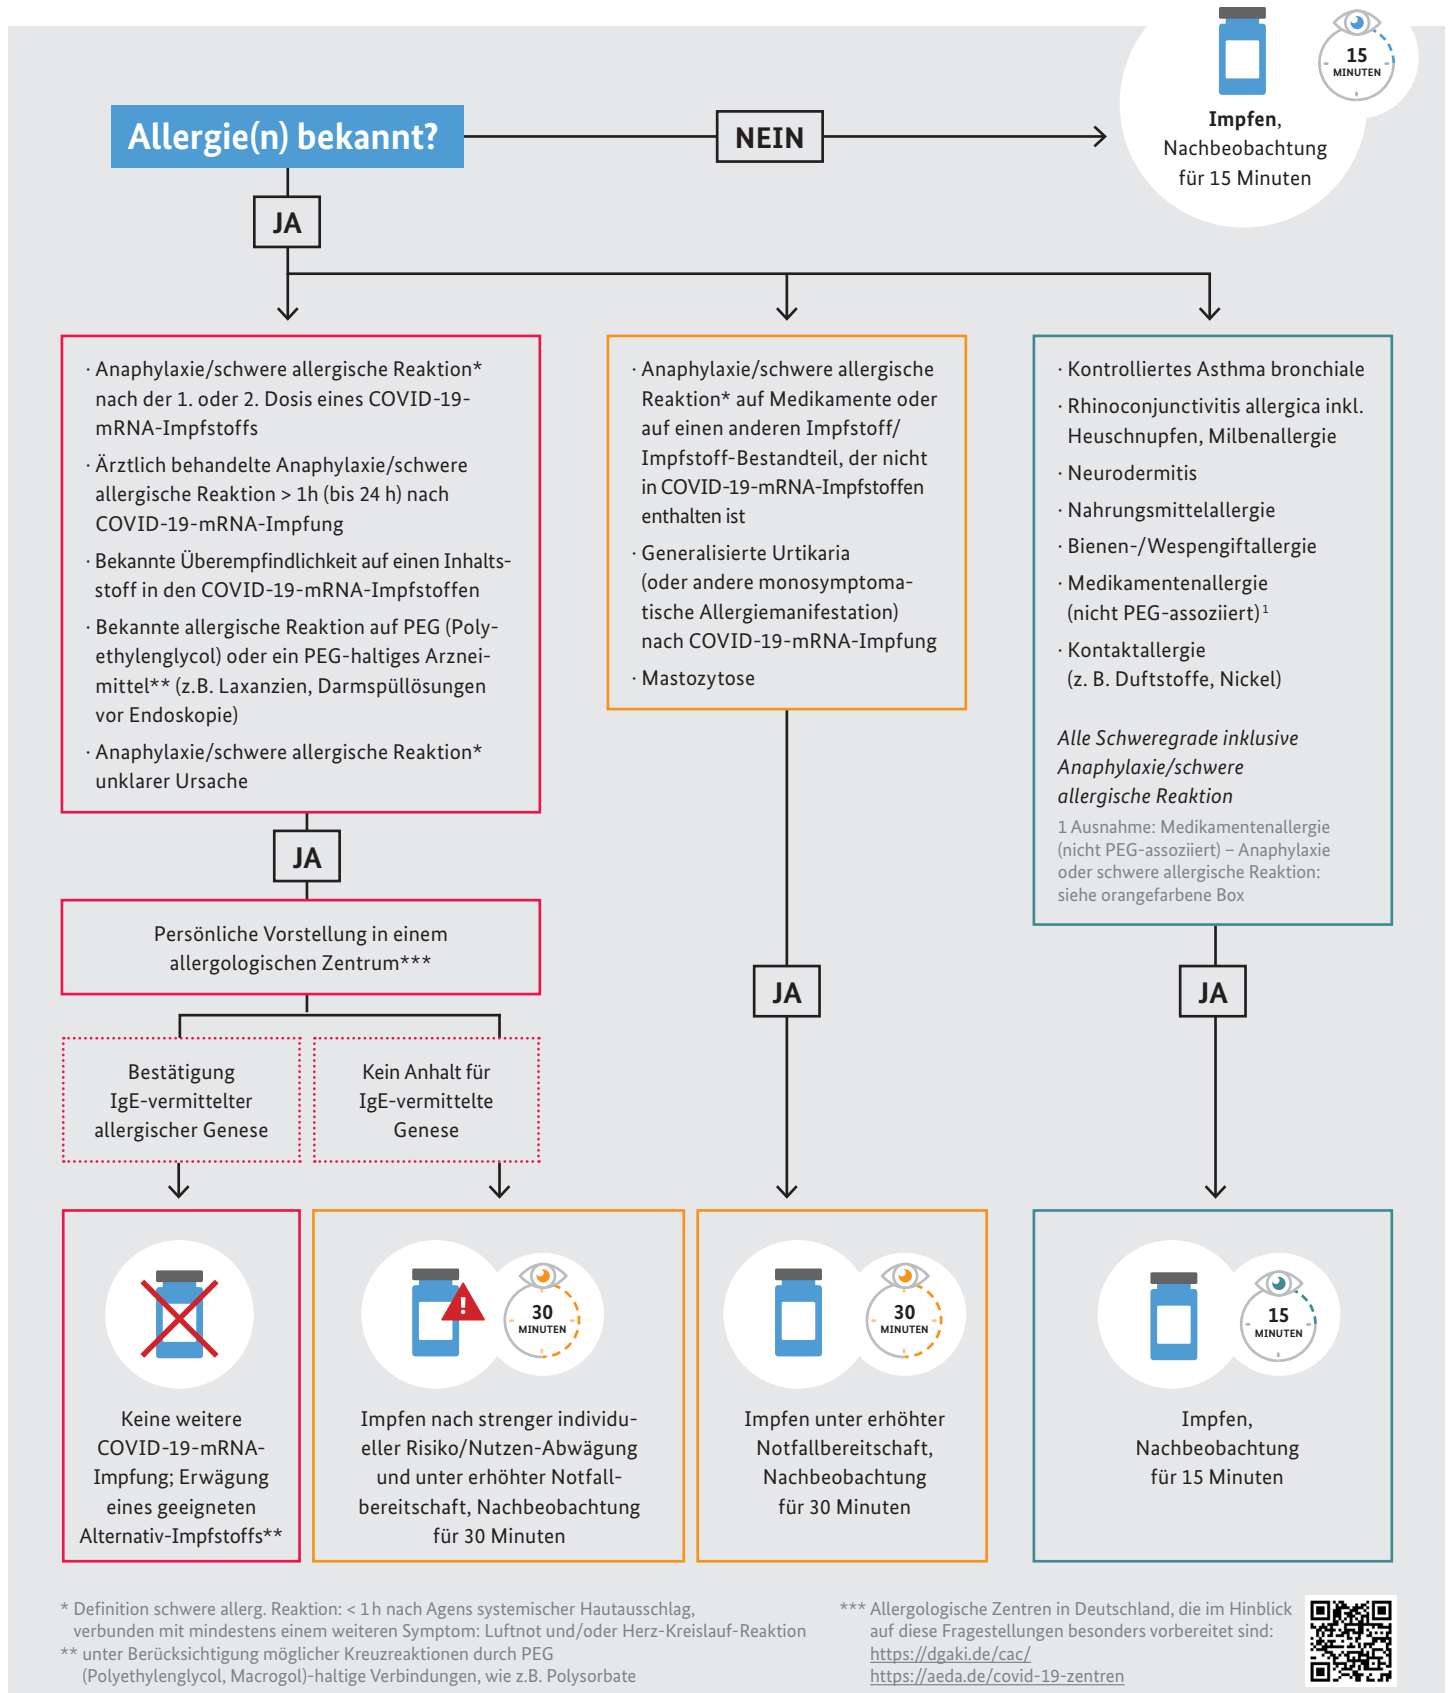 15
MINUTEN
Impfen,
Nachbeobachtung
für 15 Minuten
Allergie(n) bekannt?
NEIN
JA
· Anaphylaxie/schwere allergische Reaktion*
nach der 1. oder 2. Dosis eines COVID-19-
mRNA-Impfstoffs
· Ärztlich behandelte Anaphylaxie/schwere
allergische Reaktion > 1h (bis 24 h) nach
COVID-19-mRNA-Impfung
· Bekannte Überempfindlichkeit auf einen Inhalts-
stoff in den COVID-19-mRNA-Impfstoffen
· Bekannte allergische Reaktion auf PEG (Poly-
ethylenglycol) oder ein PEG-haltiges Arznei-
mittel** (z.B. Laxanzien, Darmspüllösungen
vor Endoskopie)
· Anaphylaxie/schwere allergische Reaktion*
unklarer Ursache
· Anaphylaxie/schwere allergische
Reaktion* auf Medikamente oder
auf einen anderen Impfstoff/
Impfstoff-Bestandteil, der nicht
in COVID-19-mRNA-Impfstoffen
enthalten ist
· Generalisierte Urtikaria
(oder andere monosymptoma-
tische Allergiemanifestation)
nach COVID-19-mRNA-Impfung
· Mastozytose
· Kontrolliertes Asthma bronchiale
· Rhinoconjunctivitis allergica inkl.
Heuschnupfen, Milbenallergie
· Neurodermitis
· Nahrungsmittelallergie
· Bienen-/Wespengiftallergie
· Medikamentenallergie
(nicht PEG-assoziiert)¹
· Kontaktallergie
(z. B. Duftstoffe, Nickel)
Alle Schweregrade inklusive
Anaphylaxie/schwere
allergische Reaktion
1 Ausnahme: Medikamentenallergie
(nicht PEG-assoziiert) – Anaphylaxie
oder schwere allergische Reaktion:
siehe orangefarbene Box
JA
Persönliche Vorstellung in einem
allergologischen Zentrum***
JA
JA
Bestätigung
IgE-vermittelter
allergischer Genese
Kein Anhalt für
IgE-vermittelte
Genese
Keine weitere
COVID-19-mRNA-
Impfung; Erwägung
eines geeigneten
Alternativ-Impfstoffs**
30
MINUTEN
Impfen nach strenger individu-
eller Risiko/Nutzen-Abwägung
und unter erhöhter Notfall-
bereitschaft, Nachbeobachtung
für 30 Minuten
30
MINUTEN
Impfen unter erhöhter
Notfallbereitschaft,
Nachbeobachtung
für 30 Minuten
15
MINUTEN
Impfen,
Nachbeobachtung
für 15 Minuten
* Definition schwere allerg. Reaktion: < 1 h nach Agens systemischer Hautausschlag,
verbunden mit mindestens einem weiteren Symptom: Luftnot und/oder Herz-Kreislauf-Reaktion
** unter Berücksichtigung möglicher Kreuzreaktionen durch PEG
(Polyethylenglycol, Macrogol)-haltige Verbindungen, wie z.B. Polysorbate
*** Allergologische Zentren in Deutschland, die im Hinblick
auf diese Fragestellungen besonders vorbereitet sind:
https://dgaki.de/cac/
https://aeda.de/covid-19-zentren